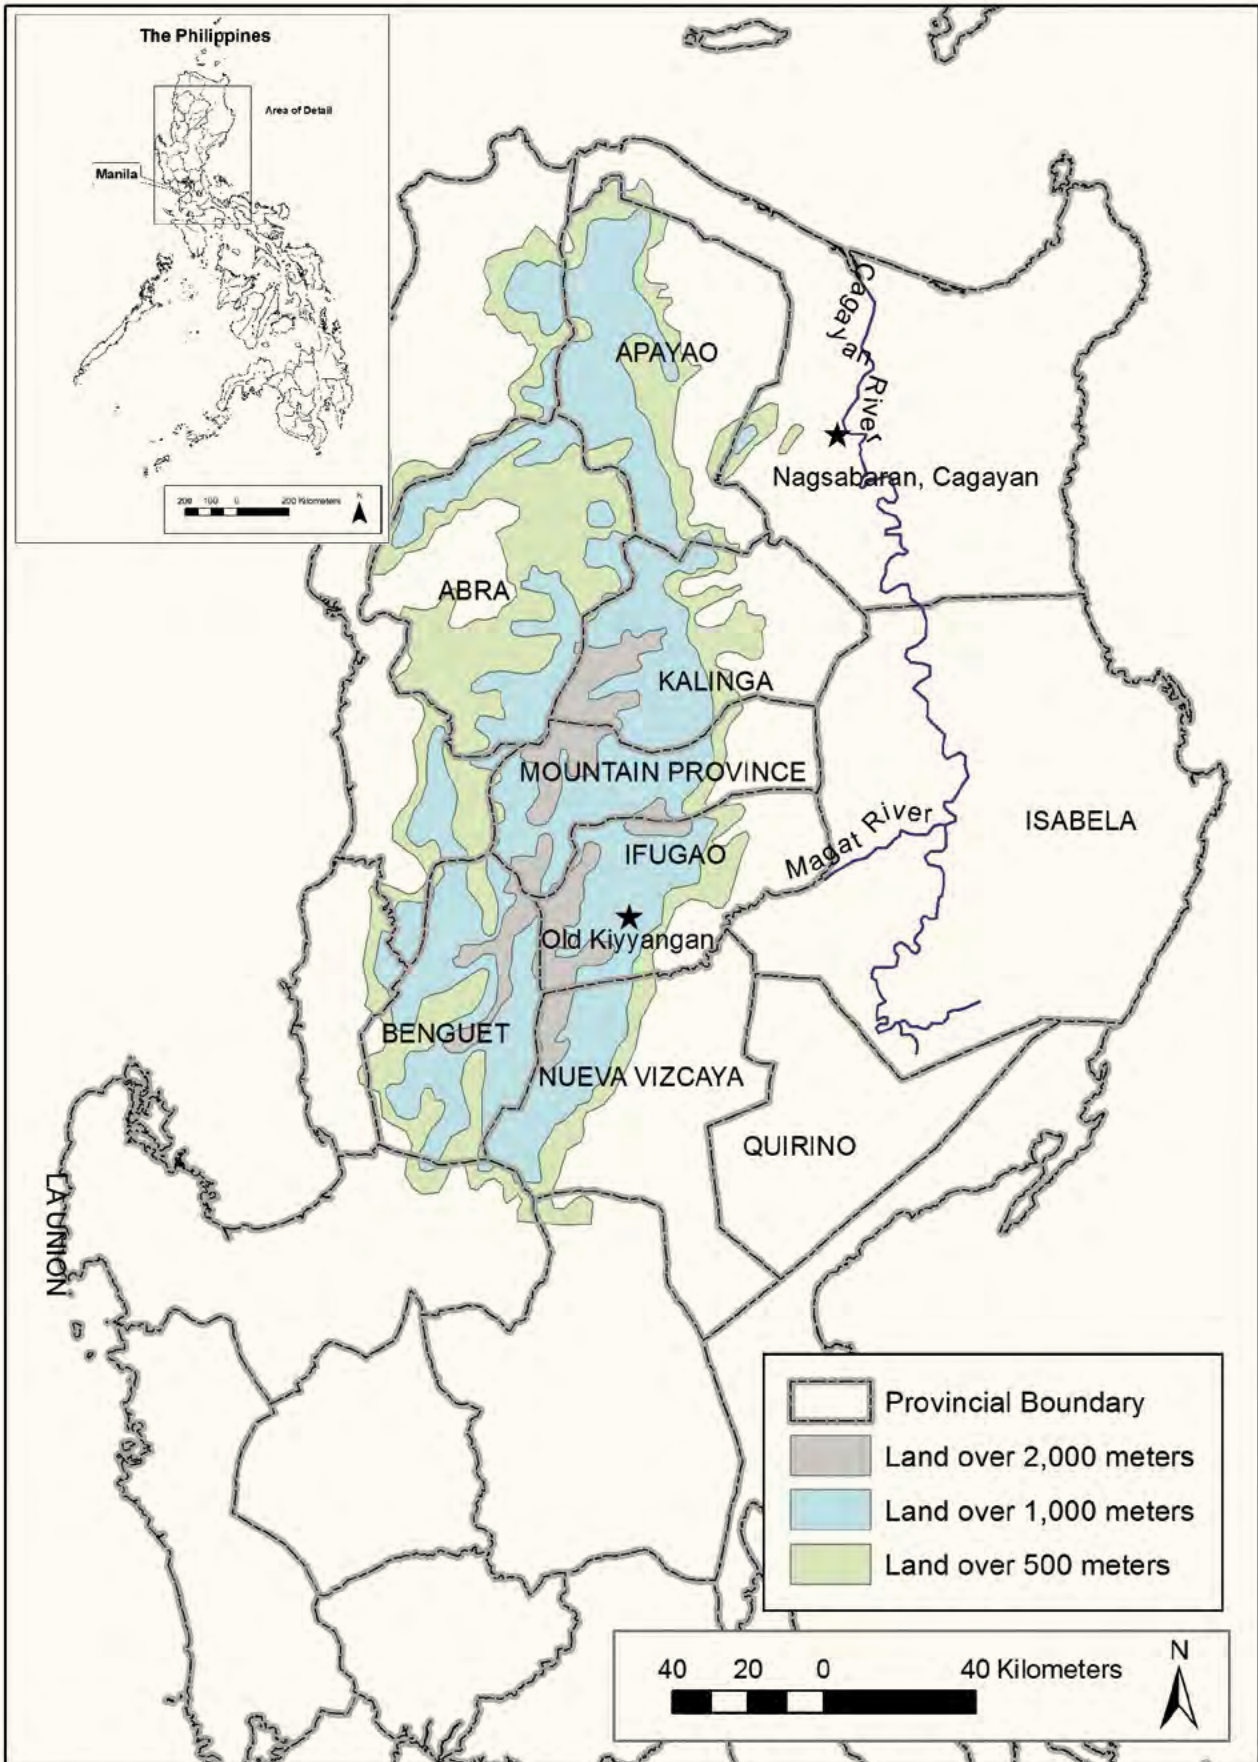 The Philippines
Area of Detail
Manila
200 100 0 200 Kilometers
N
Cagayan River
APAYAO
Nagsabaran, Cagayan
ABRA
KALINGA
MOUNTAIN PROVINCE
Magat River
ISABELA
IFUGAO
Old Kiyyangan
BENGUET
NUEVA VIZCAYA
QUIRINO
LA UNION
Provincial Boundary
Land over 2,000 meters
Land over 1,000 meters
Land over 500 meters
40 20 0 40 Kilometers
N